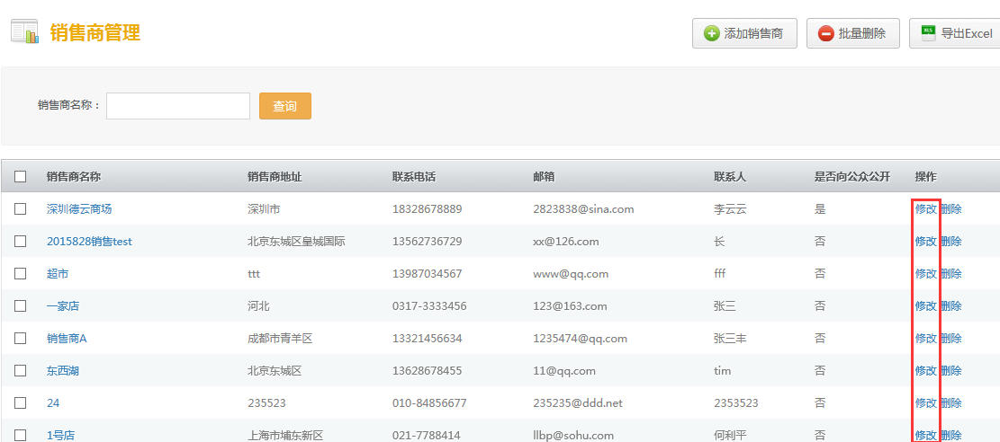 销售商管理
添加销售商 批量删除 导出Excel
销售商名称： 查询
销售商名称 销售商地址 联系电话 邮箱 联系人 是否向公众公开 操作
深圳德云商场 深圳市 18328678889 2823838@sina.com 李云云 是 修改 删除
2015828销售test 北京东城区皇城国际 13562736729 xx@126.com 长 否 修改 删除
超市 ttt 13987034567 www@qq.com fff 否 修改 删除
一家店 河北 0317-3333456 123@163.com 张三 否 修改 删除
销售商A 成都市青羊区 13321456634 1235474@qq.com 张三丰 否 修改 删除
东西湖 北京东城区 13628678455 11@qq.com tim 否 修改 删除
24 235523 010-84856677 235235@ddd.net 2353523 否 修改 删除
1号店 上海市埔东新区 021-7788414 llbp@sohu.com 何利平 否 修改 删除